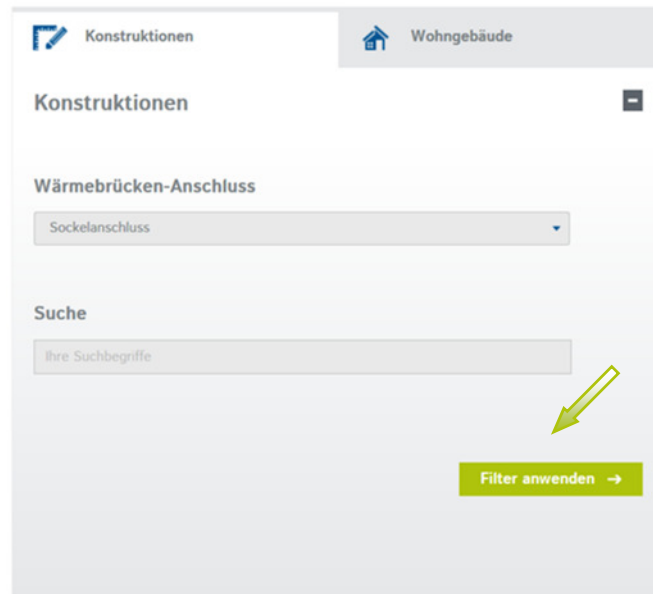 Konstruktionen
Wohngebäude
Konstruktionen
Wärmebrücken-Anschluss
Sockelanschluss
Suche
Ihre Suchbegriffe
Filter anwenden →